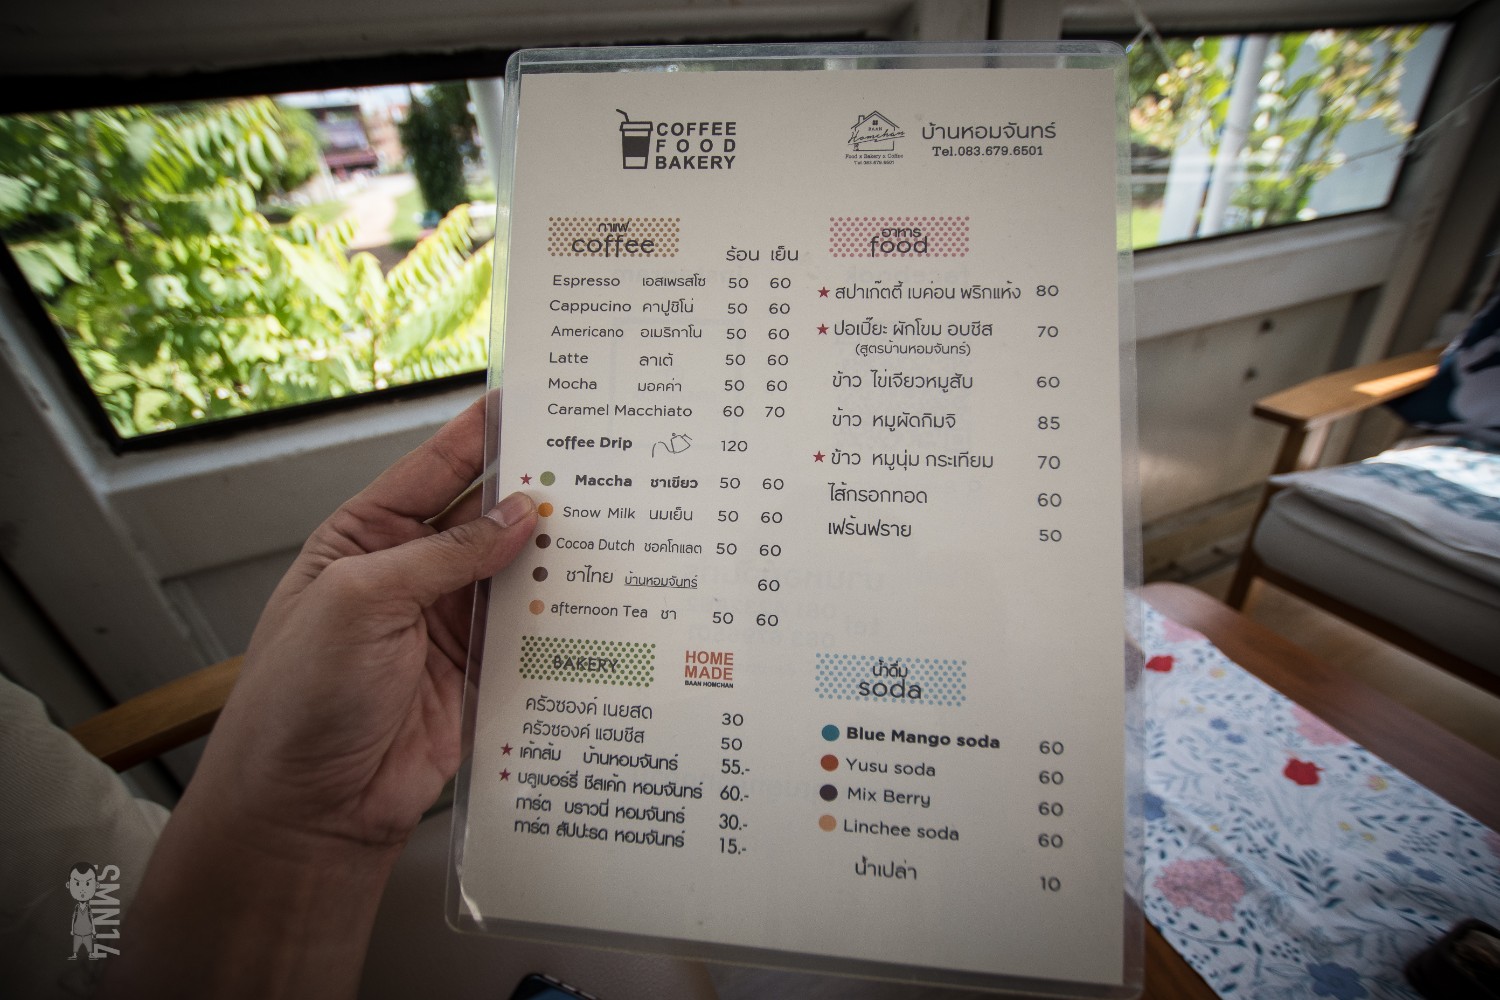 COFFEE
FOOD
BAKERY
BAAN
Homchan
Food x Bakery x Coffee
Tel 083-679-6501
บ้านหอมจันทร์
Tel.083.679.6501
กาแฟ
coffee
ร้อน เย็น
Espresso เอสเพรสโซ 50 60
Cappucino คาปูชิโน่ 50 60
Americano อเมริกาโน 50 60
Latte ลาเต้ 50 60
Mocha มอคค่า 50 60
Caramel Macchiato 60 70
coffee Drip 120
Maccha ชาเขียว 50 60
Snow Milk นมเย็น 50 60
Cocoa Dutch ชอคโกแลต 50 60
ชาไทย บ้านหอมจันทร์ 60
afternoon Tea ชา 50 60
BAKERY
HOME
MADE
BAAN HOMCHAN
ครัวซองค์ เนยสด 30
ครัวซองค์ แฮมชีส 50
เค้กส้ม บ้านหอมจันทร์ 55.-
บลูเบอร์รี่ ชีสเค้ก หอมจันทร์ 60.-
ทาร์ต บราวนี่ หอมจันทร์ 30.-
ทาร์ต สัปปะรด หอมจันทร์ 15.-
อาหาร
food
สปาเก๊ตตี้ เบค่อน พริกแห้ง 80
ปอเปี๊ยะ ผักโขม อบชีส 70
(สูตรบ้านหอมจันทร์)
ข้าว ไข่เจียวหมูสับ 60
ข้าว หมูผัดกิมจิ 85
ข้าว หมูนุ่ม กระเทียม 70
ไส้กรอกทอด 60
เฟร้นฟราย 50
น้ำดื่ม
soda
Blue Mango soda 60
Yusu soda 60
Mix Berry 60
Linchee soda 60
น้ำเปล่า 10
SMNL4